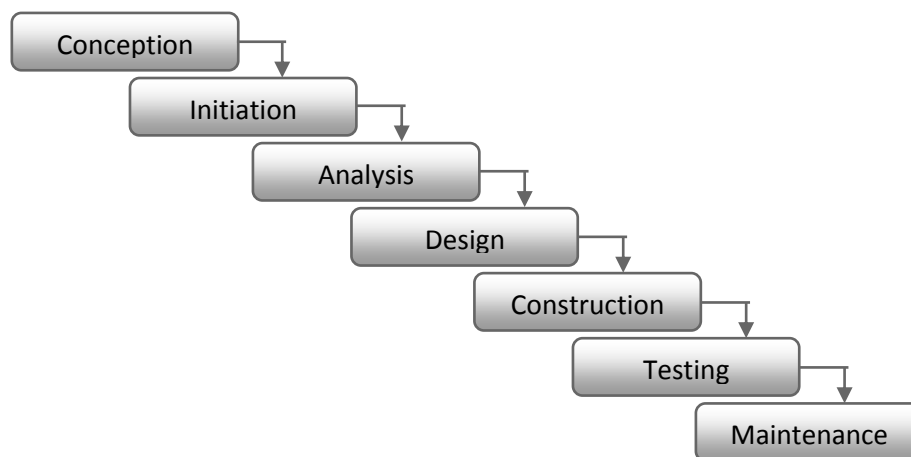 Conception
Initiation
Analysis
Design
Construction
Testing
Maintenance